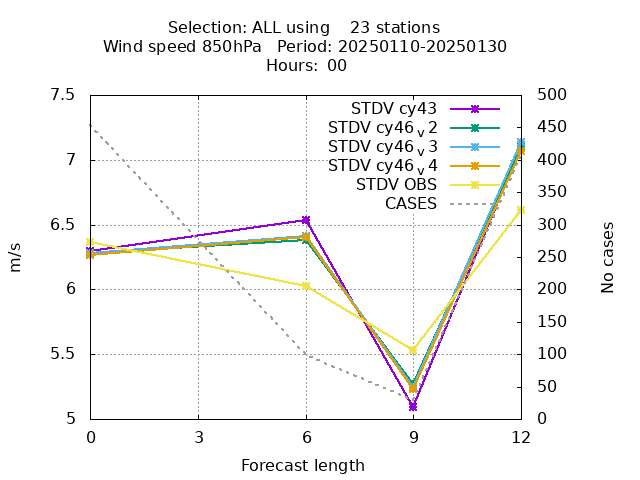 Selection: ALL using    23 stations
Wind speed 850hPa   Period: 20250110-20250130
Hours:  00
7.5
7
6.5
6
5.5
5
m/s
500
450
400
350
300
250
200
150
100
50
0
No cases
STDV cy43
STDV cy46_v2
STDV cy46_v3
STDV cy46_v4
STDV OBS
CASES
0 3 6 9 12
Forecast length